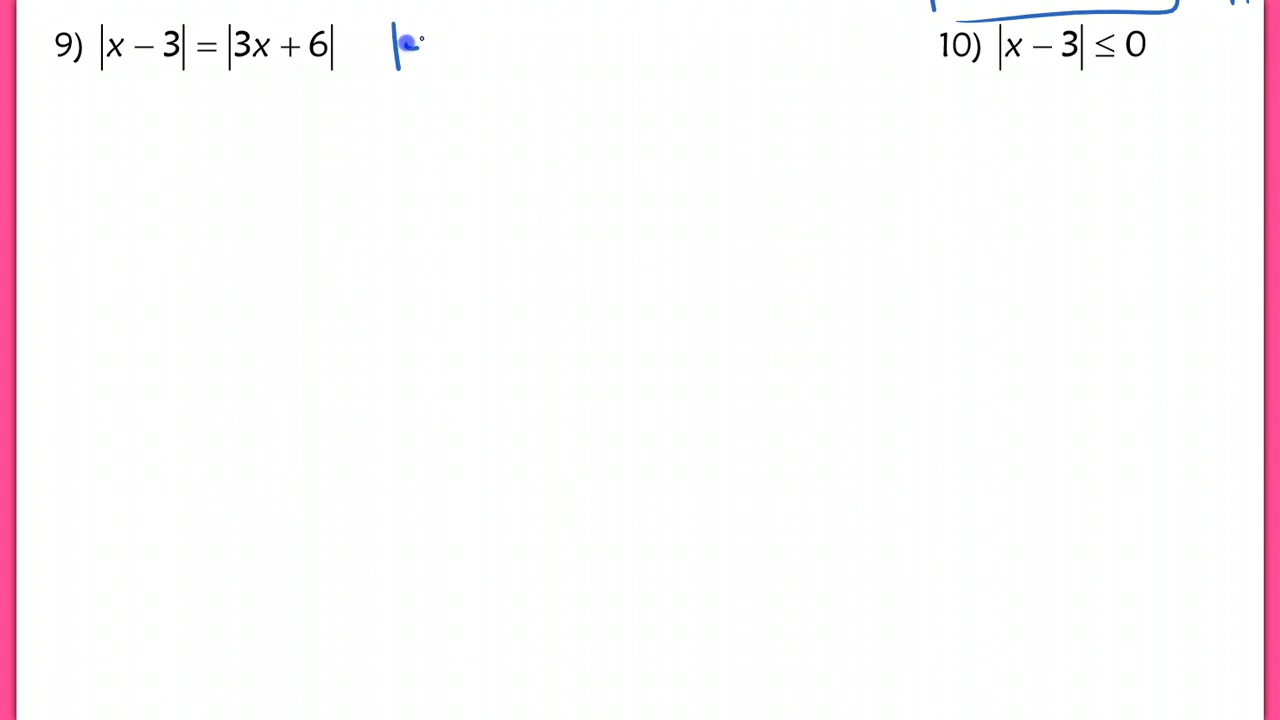 9) |x − 3| = |3x + 6|
10) |x − 3| ≤ 0